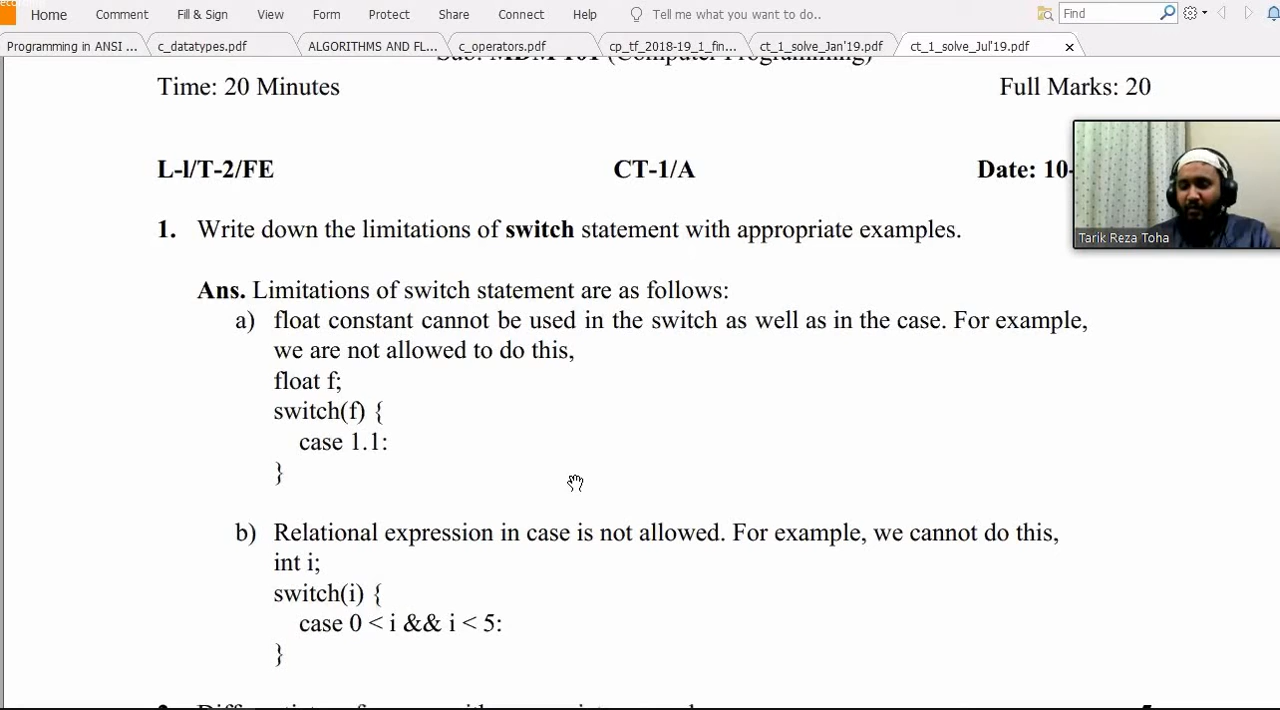 Home Comment Fill & Sign View Form Protect Share Connect Help Tell me what you want to do.. Find
Programming in ANSI ... c_datatypes.pdf ALGORITHMS AND FL... c_operators.pdf cp_tf_2018-19_1_fin... ct_1_solve_Jan'19.pdf ct_1_solve_Jul'19.pdf
Sub: MDM 101 (Computer Programming)
Time: 20 Minutes Full Marks: 20
L-l/T-2/FE CT-1/A Date: 10-
Tarik Reza Toha
1. Write down the limitations of switch statement with appropriate examples.
Ans. Limitations of switch statement are as follows:
a) float constant cannot be used in the switch as well as in the case. For example,
we are not allowed to do this,
float f;
switch(f) {
case 1.1:
}
b) Relational expression in case is not allowed. For example, we cannot do this,
int i;
switch(i) {
case 0 < i && i < 5:
}